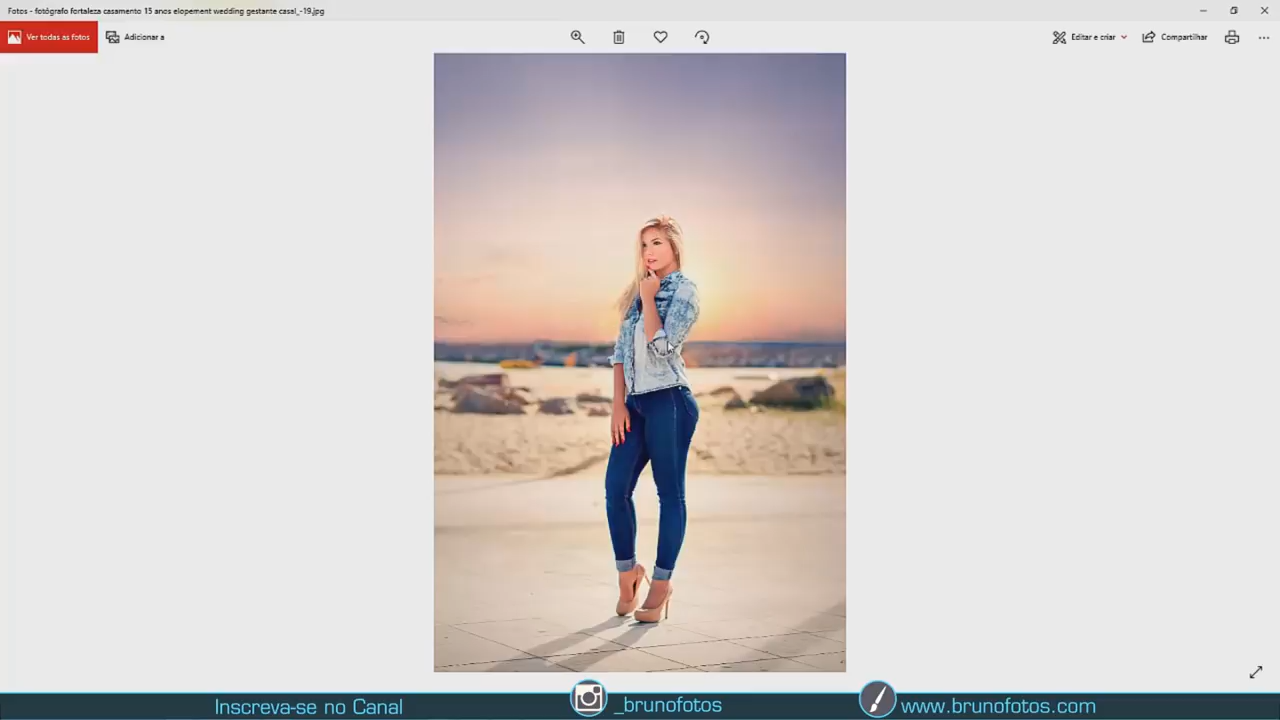 Fotos - fotógrafo fortaleza casamento 15 anos elopement wedding gestante casal_-19.jpg
Ver todas as fotos
Adicionar a
Editar e criar
Compartilhar
Inscreva-se no Canal
_brunofotos
www.brunofotos.com